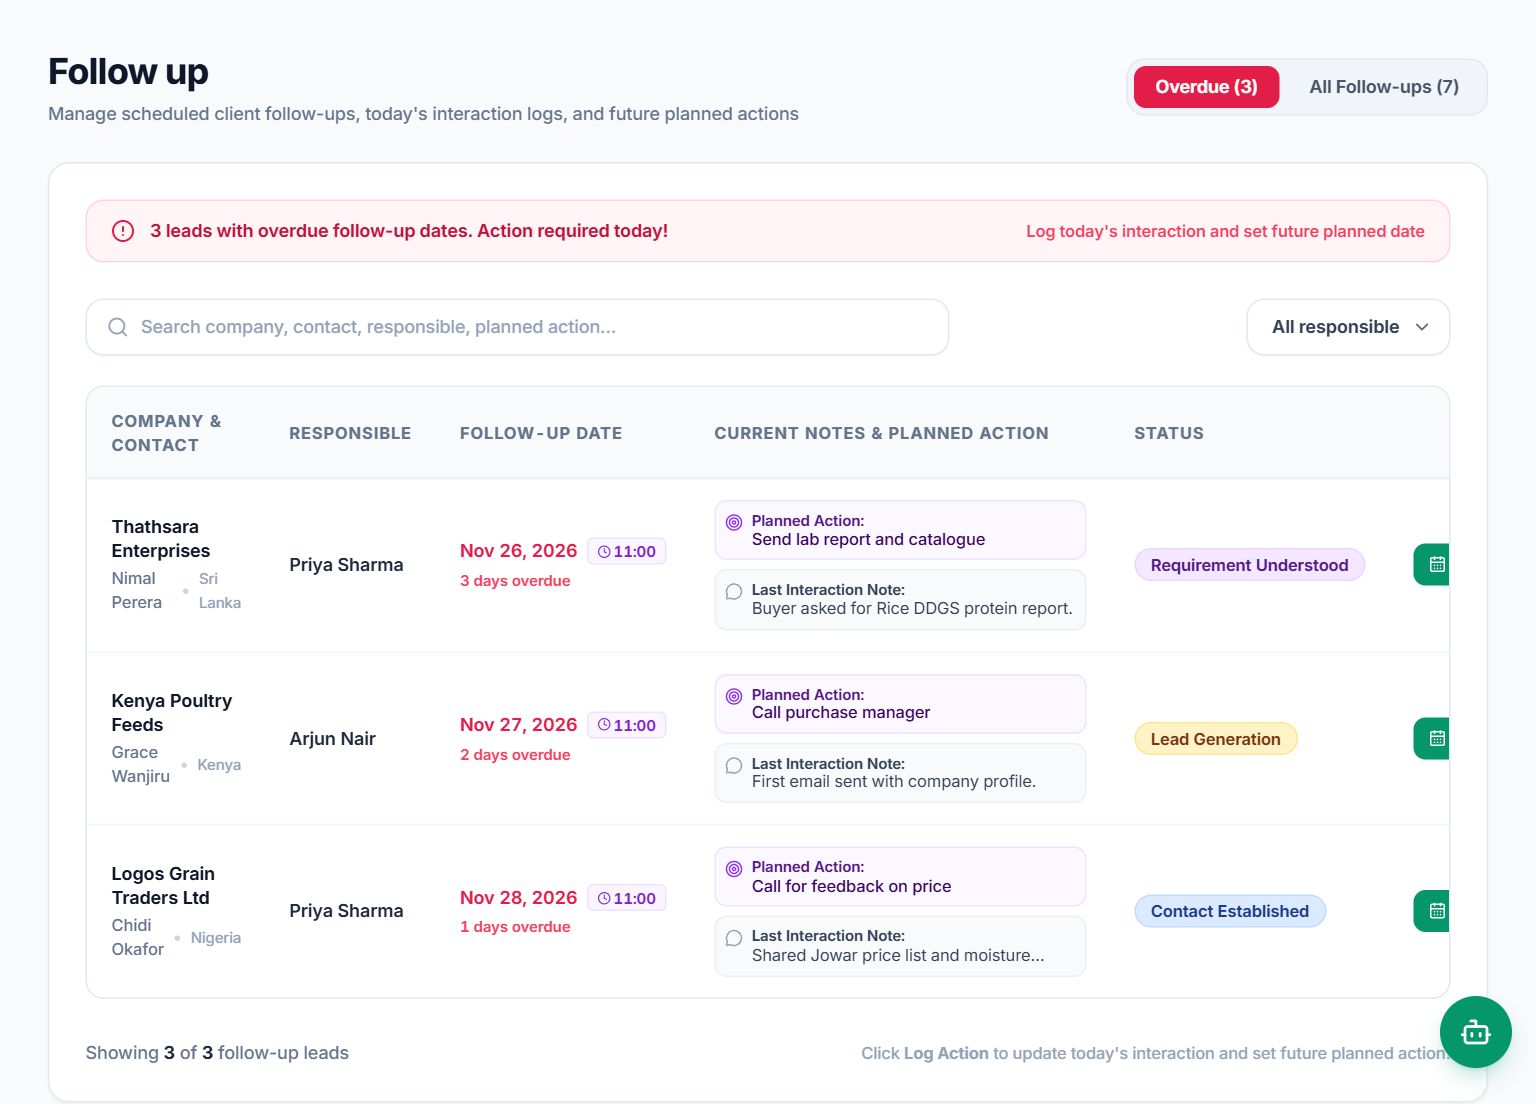 Follow up
Manage scheduled client follow-ups, today's interaction logs, and future planned actions
Overdue (3)
All Follow-ups (7)
3 leads with overdue follow-up dates. Action required today!
Log today's interaction and set future planned date
Search company, contact, responsible, planned action...
All responsible
COMPANY &
CONTACT
RESPONSIBLE
FOLLOW-UP DATE
CURRENT NOTES & PLANNED ACTION
STATUS
Thathsara
Enterprises
Nimal
Perera
Sri
Lanka
Priya Sharma
Nov 26, 2026
11:00
3 days overdue
Planned Action:
Send lab report and catalogue
Last Interaction Note:
Buyer asked for Rice DDGS protein report.
Requirement Understood
Kenya Poultry
Feeds
Grace
Wanjiru
Kenya
Arjun Nair
Nov 27, 2026
11:00
2 days overdue
Planned Action:
Call purchase manager
Last Interaction Note:
First email sent with company profile.
Lead Generation
Logos Grain
Traders Ltd
Chidi
Okafor
Nigeria
Priya Sharma
Nov 28, 2026
11:00
1 days overdue
Planned Action:
Call for feedback on price
Last Interaction Note:
Shared Jowar price list and moisture...
Contact Established
Showing 3 of 3 follow-up leads
Click Log Action to update today's interaction and set future planned action.